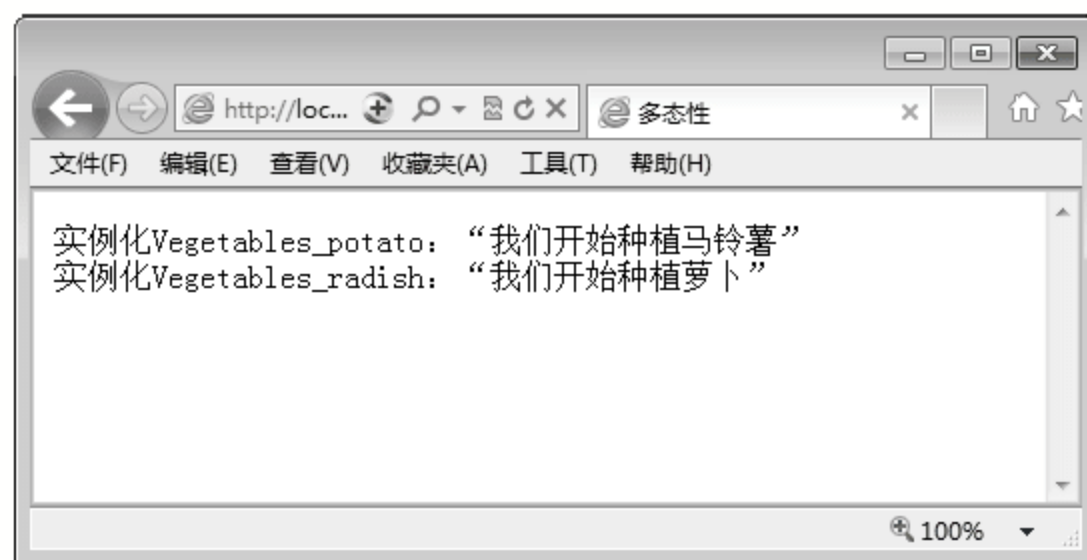 http://loc...
多态性
文件(F) 编辑(E) 查看(V) 收藏夹(A) 工具(T) 帮助(H)
实例化Vegetables_potato：“我们开始种植马铃薯”
实例化Vegetables_radish：“我们开始种植萝卜”
100%